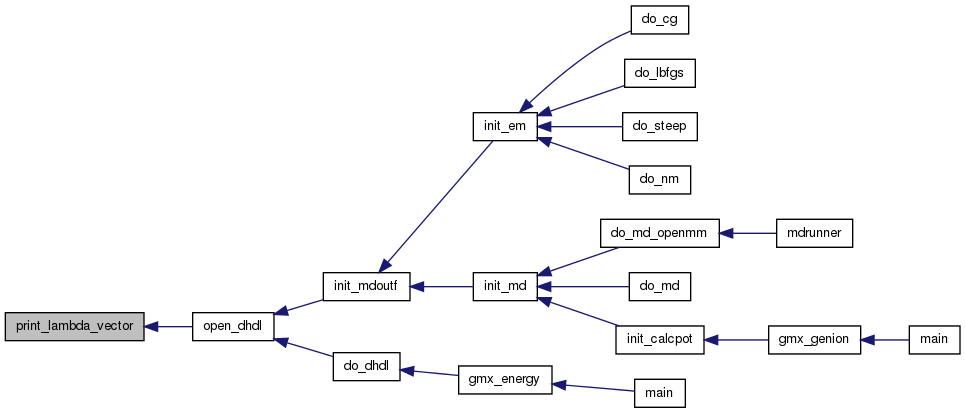 do_cg
do_lbfgs
init_em
do_steep
do_nm
do_md_openmm
mdrunner
init_mdoutf
init_md
do_md
print_lambda_vector
open_dhdl
init_calcpot
gmx_genion
main
do_dhdl
gmx_energy
main